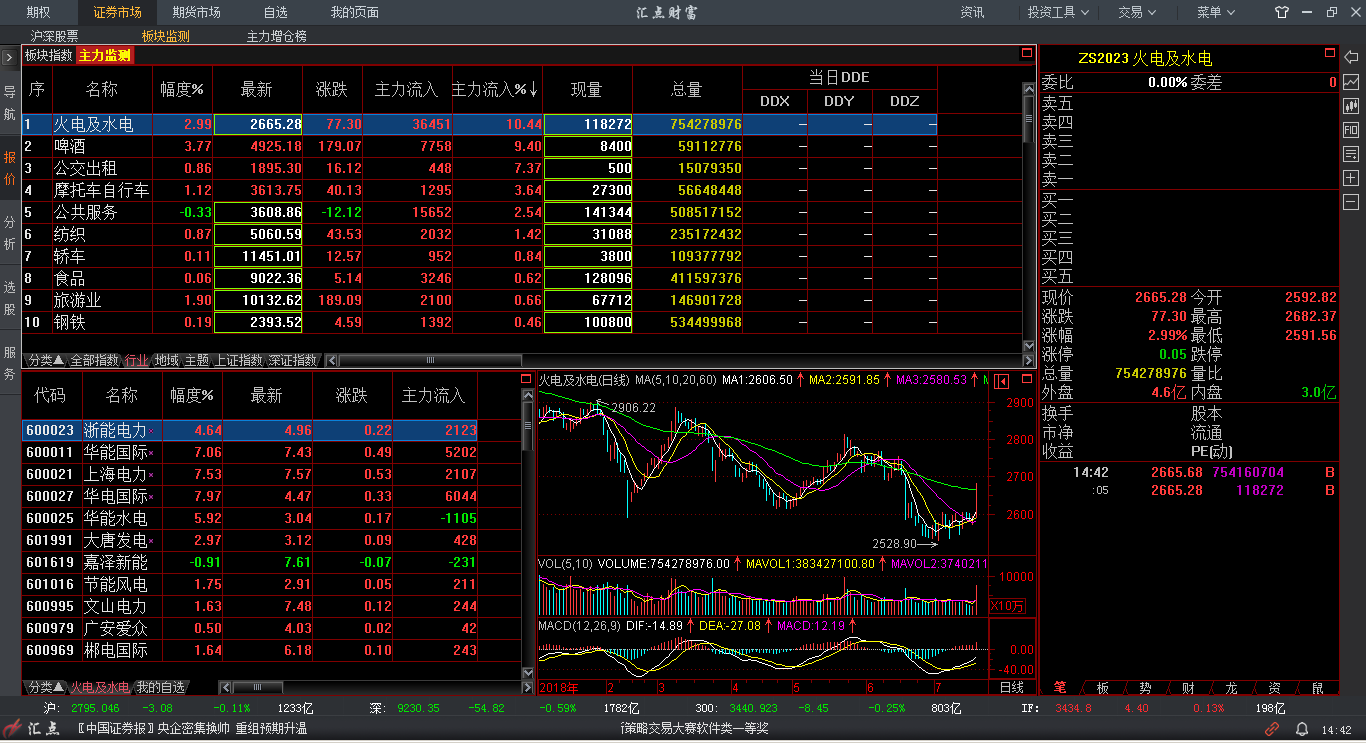 期权 证券市场 期货市场 自选 我的页面 汇点财富 资讯 投资工具 交易 菜单
沪深股票 板块监测 主力增仓榜
板块指数 主力监测
序 名称 幅度% 最新 涨跌 主力流入 主力流入%↓ 现量 总量 当日DDE
DDX DDY DDZ
1 火电及水电 2.99 2665.28 77.30 36451 10.44 118272 754278976 — — —
2 啤酒 3.77 4925.18 179.07 7758 9.40 8400 59112776 — — —
3 公交出租 0.86 1895.30 16.12 448 7.37 500 15079350 — — —
4 摩托车自行车 1.12 3613.75 40.13 1295 3.64 27300 56648448 — — —
5 公共服务 -0.33 3608.86 -12.12 15652 2.54 141344 508517152 — — —
6 纺织 0.87 5060.59 43.53 2032 1.42 31088 235172432 — — —
7 轿车 0.11 11451.01 12.57 952 0.84 3800 109377792 — — —
8 食品 0.06 9022.36 5.14 3246 0.62 128096 411597376 — — —
9 旅游业 1.90 10132.62 189.09 2100 0.66 67712 146901728 — — —
10 钢铁 0.19 2393.52 4.59 1392 0.46 100800 534499968 — — —
分类▲ 全部指数 行业 地域 主题 上证指数 深证指数
导航
报价
分析
选股
服务
代码 名称 幅度% 最新 涨跌 主力流入
600023 浙能电力× 4.64 4.96 0.22 2123
600011 华能国际× 7.06 7.43 0.49 5202
600021 上海电力× 7.53 7.57 0.53 2107
600027 华电国际× 7.97 4.47 0.33 6044
600025 华能水电 5.92 3.04 0.17 -1105
601991 大唐发电× 2.97 3.12 0.09 428
601619 嘉泽新能 -0.91 7.61 -0.07 -231
601016 节能风电 1.75 2.91 0.05 211
600995 文山电力 1.63 7.48 0.12 244
600979 广安爱众 0.50 4.03 0.02 42
600969 郴电国际 1.64 6.18 0.10 243
分类▲ 火电及水电 我的自选
火电及水电(日线) MA(5,10,20,60) MA1:2606.50↑ MA2:2591.85↑ MA3:2580.53↑ M
2906.22
2528.90
2900
2800
2700
2600
VOL(5,10) VOLUME:754278976.00↑ MAVOL1:383427100.80↑ MAVOL2:3740211
10000
X10万
MACD(12,26,9) DIF:-14.89↑ DEA:-27.08↑ MACD:12.19↑
0.00
-40.00
2018年 2 3 4 5 6 7 日线
ZS2023 火电及水电
委比 0.00% 委差 0
卖五
卖四
卖三
卖二
卖一
买一
买二
买三
买四
买五
现价 2665.28 今开 2592.82
涨跌 77.30 最高 2682.37
涨幅 2.99% 最低 2591.56
涨停 0.05 跌停
总量 754278976 量比
外盘 4.6亿 内盘 3.0亿
换手 股本
市净 流通
收益 PE(动)
14:42 2665.68 754160704 B
:05 2665.28 118272 B
笔 板 势 财 龙 资 鼠
沪: 2795.046 -3.08 -0.11% 1233亿 深: 9230.35 -54.82 -0.59% 1782亿 300: 3440.923 -8.45 -0.25% 803亿 IF: 3434.8 4.40 0.13% 198亿
汇点 〖中国证券报〗央企密集换帅 重组预期升温 行策略交易大赛软件类一等奖 14:42